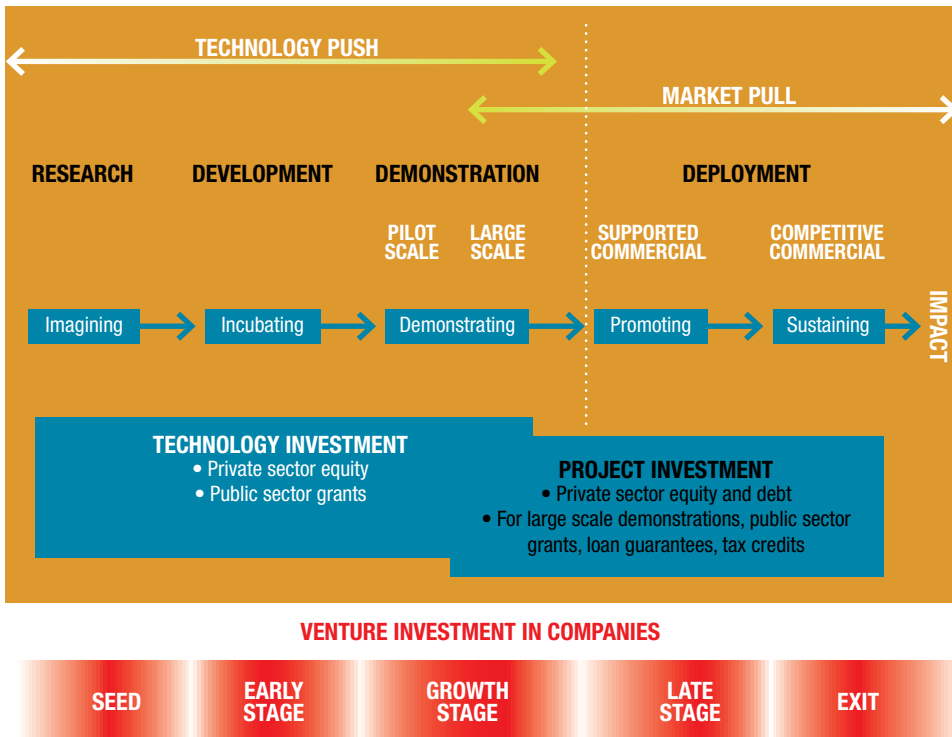 TECHNOLOGY PUSH
MARKET PULL
RESEARCH
DEVELOPMENT
DEMONSTRATION
DEPLOYMENT
PILOT
SCALE
LARGE
SCALE
SUPPORTED
COMMERCIAL
COMPETITIVE
COMMERCIAL
Imagining
Incubating
Demonstrating
Promoting
Sustaining
IMPACT
TECHNOLOGY INVESTMENT
• Private sector equity
• Public sector grants
PROJECT INVESTMENT
• Private sector equity and debt
• For large scale demonstrations, public sector
grants, loan guarantees, tax credits
VENTURE INVESTMENT IN COMPANIES
SEED
EARLY
STAGE
GROWTH
STAGE
LATE
STAGE
EXIT